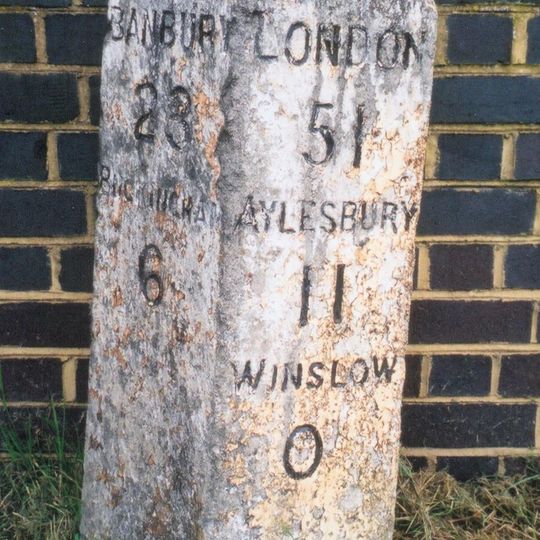 BANBURY
23
BUCKINGHAM
6
LONDON
51
AYLESBURY
11
WINSLOW
0